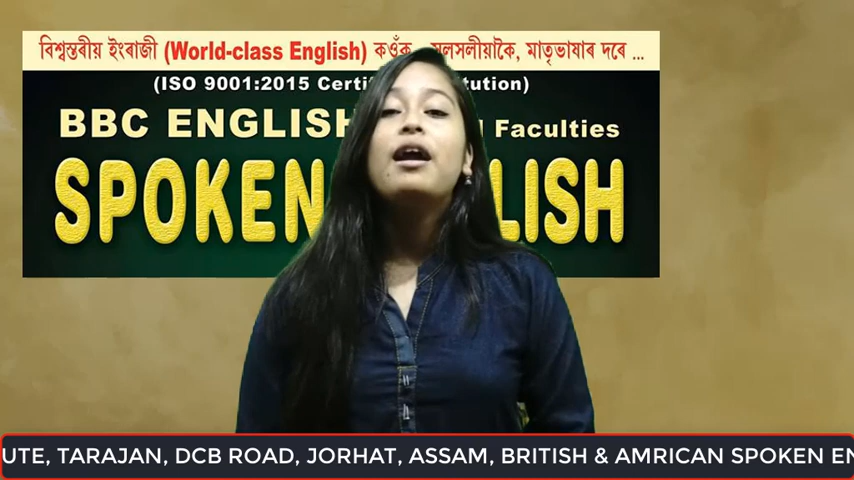 বিশ্বস্তৰীয় ইংৰাজী (World-class English) কওঁক সলসলীয়াকৈ, মাতৃভাষাৰ দৰে ...
(ISO 9001:2015
BBC ENGLISH Faculties
SPOKEN LISH
UTE, TARAJAN, DCB ROAD, JORHAT, ASSAM, BRITISH & AMRICAN SPOKEN EN